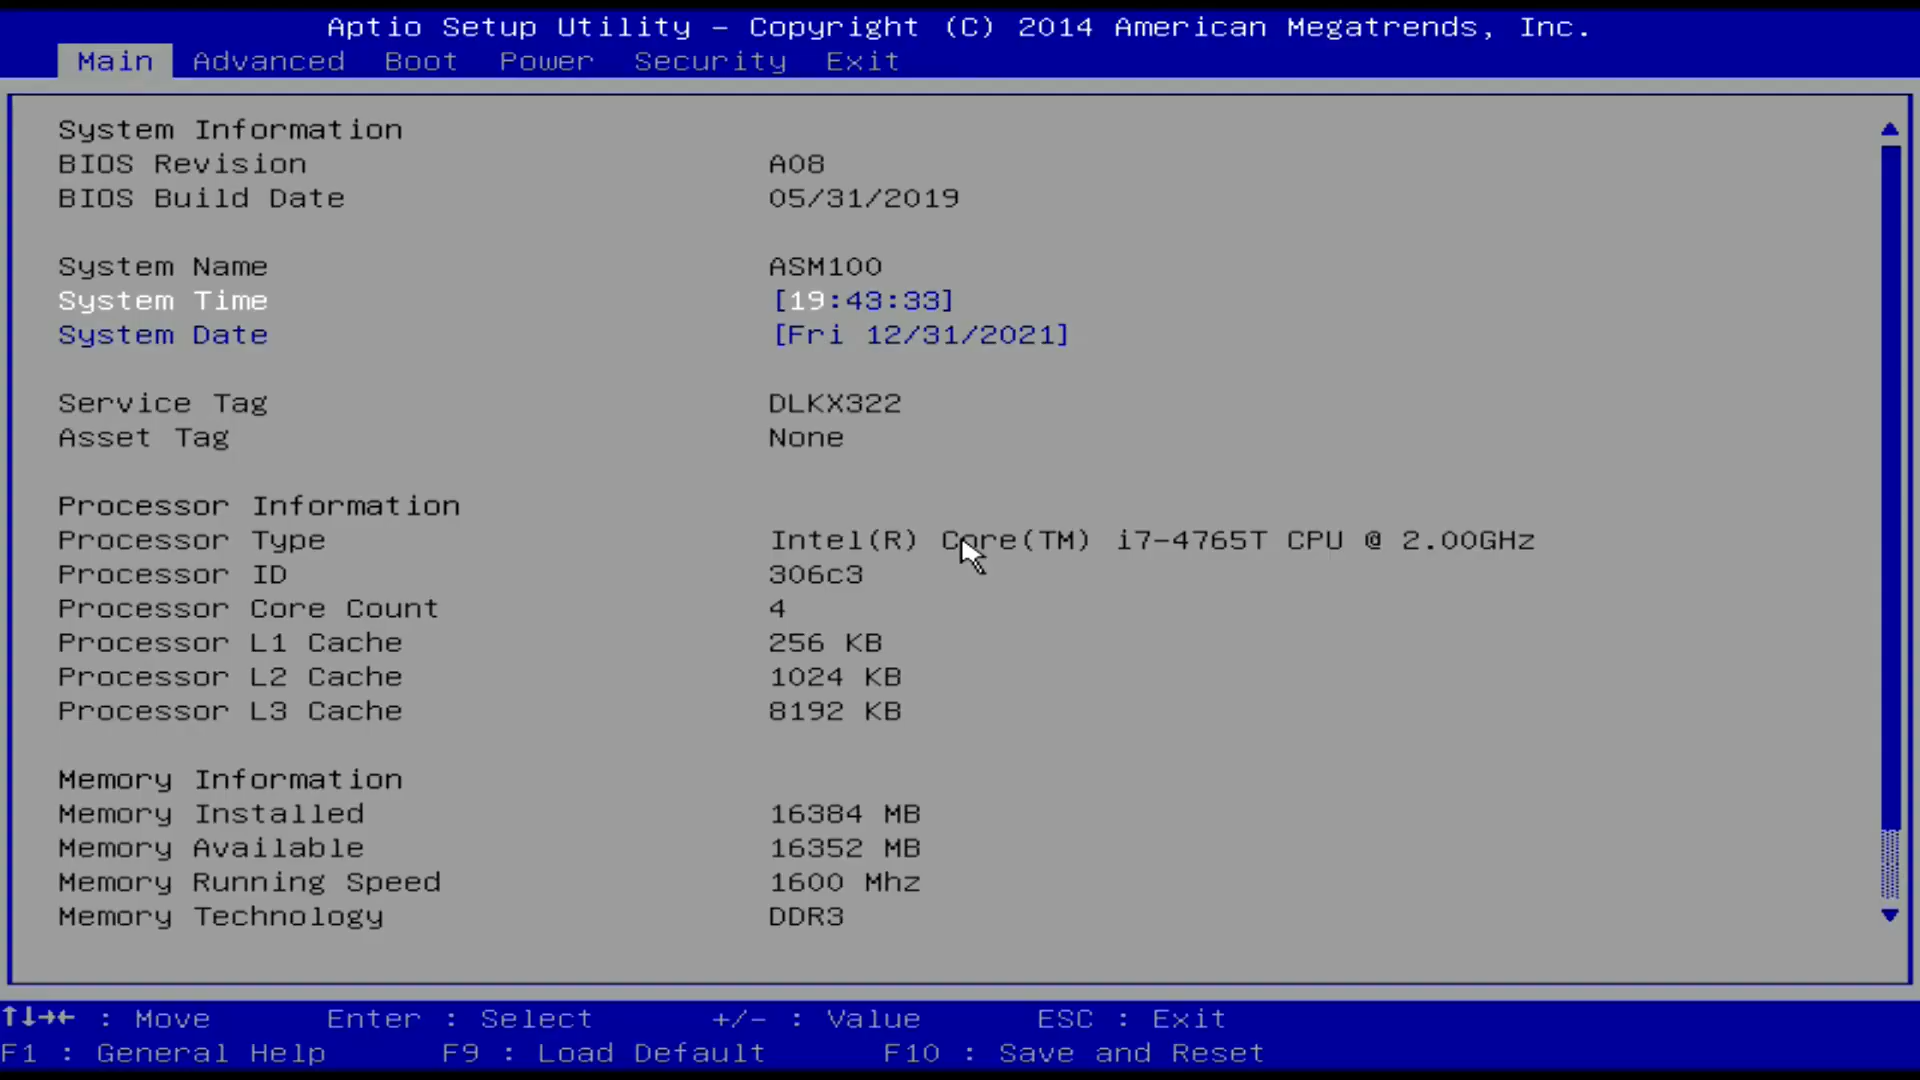 Aptio Setup Utility – Copyright (C) 2014 American Megatrends, Inc.
Main Advanced Boot Power Security Exit
System Information
BIOS Revision A08
BIOS Build Date 05/31/2019
System Name ASM100
System Time [19:43:33]
System Date [Fri 12/31/2021]
Service Tag DLKX322
Asset Tag None
Processor Information
Processor Type Intel(R) Core(TM) i7-4765T CPU @ 2.00GHz
Processor ID 306c3
Processor Core Count 4
Processor L1 Cache 256 KB
Processor L2 Cache 1024 KB
Processor L3 Cache 8192 KB
Memory Information
Memory Installed 16384 MB
Memory Available 16352 MB
Memory Running Speed 1600 Mhz
Memory Technology DDR3
↑↓→← : Move Enter : Select +/- : Value ESC : Exit
F1 : General Help F9 : Load Default F10 : Save and Reset